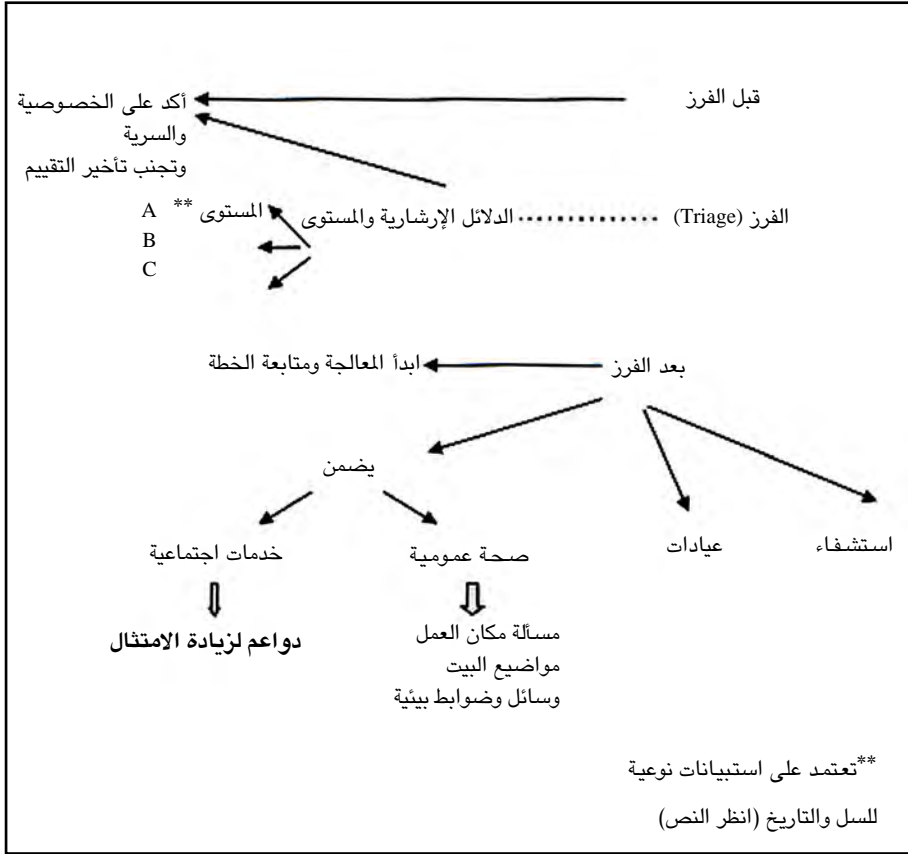 قبل الفرز
أكد على الخصوصية
والسرية
وتجنب تأخير التقييم
الفرز (Triage)
الدلائل الإرشارية والمستوى
المستوى ** A
B
C
بعد الفرز
ابدأ المعالجة ومتابعة الخطة
يضمن
استشفاء
عيادات
صحة عمومية
خدمات اجتماعية
مسألة مكان العمل
مواضيع البيت
وسائل وضوابط بيئية
دواعم لزيادة الامتثال
**تعتمد على استبيانات نوعية
للسل والتاريخ (انظر النص)